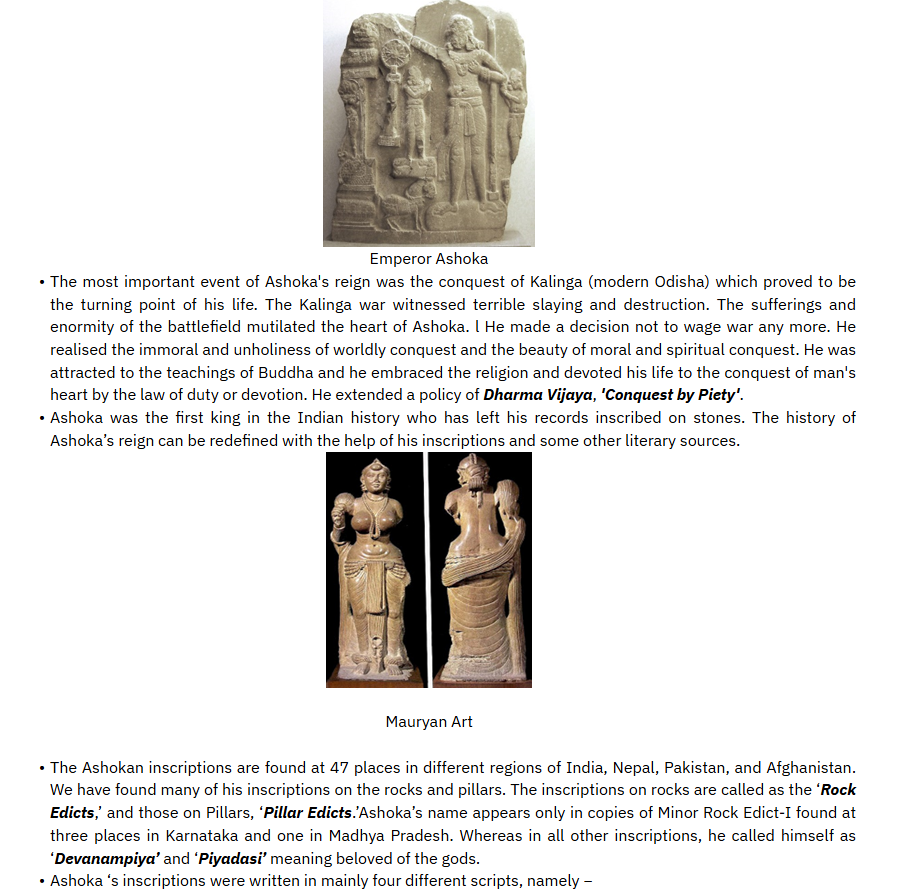 Emperor Ashoka
• The most important event of Ashoka's reign was the conquest of Kalinga (modern Odisha) which proved to be
the turning point of his life. The Kalinga war witnessed terrible slaying and destruction. The sufferings and
enormity of the battlefield mutilated the heart of Ashoka. l He made a decision not to wage war any more. He
realised the immoral and unholiness of worldly conquest and the beauty of moral and spiritual conquest. He was
attracted to the teachings of Buddha and he embraced the religion and devoted his life to the conquest of man's
heart by the law of duty or devotion. He extended a policy of Dharma Vijaya, 'Conquest by Piety'.
• Ashoka was the first king in the Indian history who has left his records inscribed on stones. The history of
Ashoka’s reign can be redefined with the help of his inscriptions and some other literary sources.
Mauryan Art
• The Ashokan inscriptions are found at 47 places in different regions of India, Nepal, Pakistan, and Afghanistan.
We have found many of his inscriptions on the rocks and pillars. The inscriptions on rocks are called as the ‘Rock
Edicts,’ and those on Pillars, ‘Pillar Edicts.’Ashoka’s name appears only in copies of Minor Rock Edict-I found at
three places in Karnataka and one in Madhya Pradesh. Whereas in all other inscriptions, he called himself as
‘Devanampiya’ and ‘Piyadasi’ meaning beloved of the gods.
• Ashoka ‘s inscriptions were written in mainly four different scripts, namely –